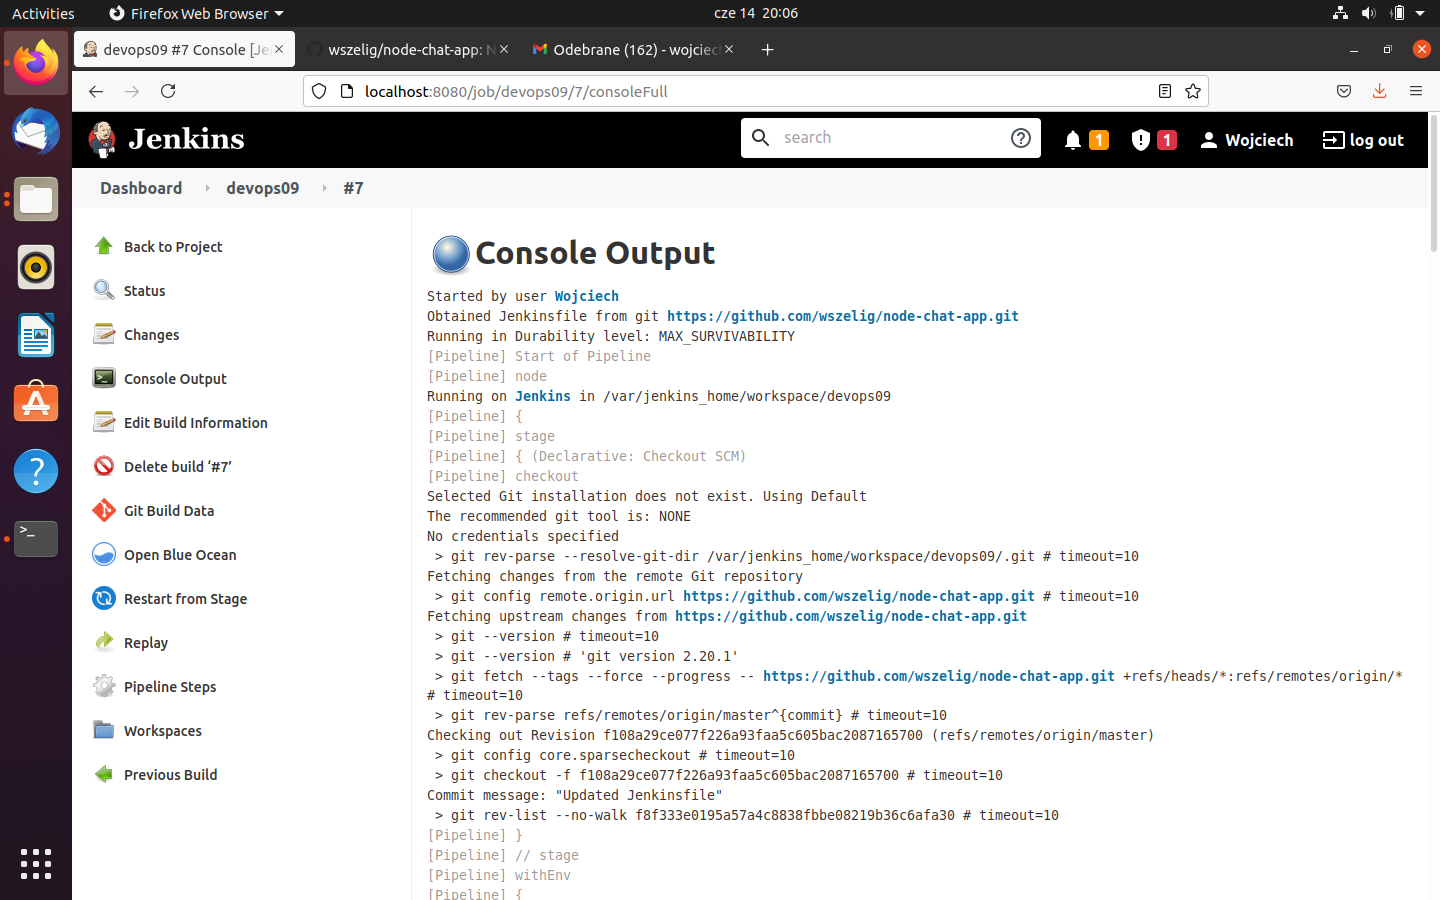 Activities
Firefox Web Browser
cze 14 20:06
devops09 #7 Console [Je
wszelig/node-chat-app: N
Odebrane (162) - wojciec
localhost:8080/job/devops09/7/consoleFull
Jenkins
search
1
1
Wojciech
log out
Dashboard
devops09
#7
Back to Project
Status
Changes
Console Output
Edit Build Information
Delete build ‘#7’
Git Build Data
Open Blue Ocean
Restart from Stage
Replay
Pipeline Steps
Workspaces
Previous Build
Console Output
Started by user Wojciech
Obtained Jenkinsfile from git https://github.com/wszelig/node-chat-app.git
Running in Durability level: MAX_SURVIVABILITY
[Pipeline] Start of Pipeline
[Pipeline] node
Running on Jenkins in /var/jenkins_home/workspace/devops09
[Pipeline] {
[Pipeline] stage
[Pipeline] { (Declarative: Checkout SCM)
[Pipeline] checkout
Selected Git installation does not exist. Using Default
The recommended git tool is: NONE
No credentials specified
> git rev-parse --resolve-git-dir /var/jenkins_home/workspace/devops09/.git # timeout=10
Fetching changes from the remote Git repository
> git config remote.origin.url https://github.com/wszelig/node-chat-app.git # timeout=10
Fetching upstream changes from https://github.com/wszelig/node-chat-app.git
> git --version # timeout=10
> git --version # 'git version 2.20.1'
> git fetch --tags --force --progress -- https://github.com/wszelig/node-chat-app.git +refs/heads/*:refs/remotes/origin/*
# timeout=10
> git rev-parse refs/remotes/origin/master^{commit} # timeout=10
Checking out Revision f108a29ce077f226a93faa5c605bac2087165700 (refs/remotes/origin/master)
> git config core.sparsecheckout # timeout=10
> git checkout -f f108a29ce077f226a93faa5c605bac2087165700 # timeout=10
Commit message: "Updated Jenkinsfile"
> git rev-list --no-walk f8f333e0195a57a4c8838fbbe08219b36c6afa30 # timeout=10
[Pipeline] }
[Pipeline] // stage
[Pipeline] withEnv
[Pipeline] {